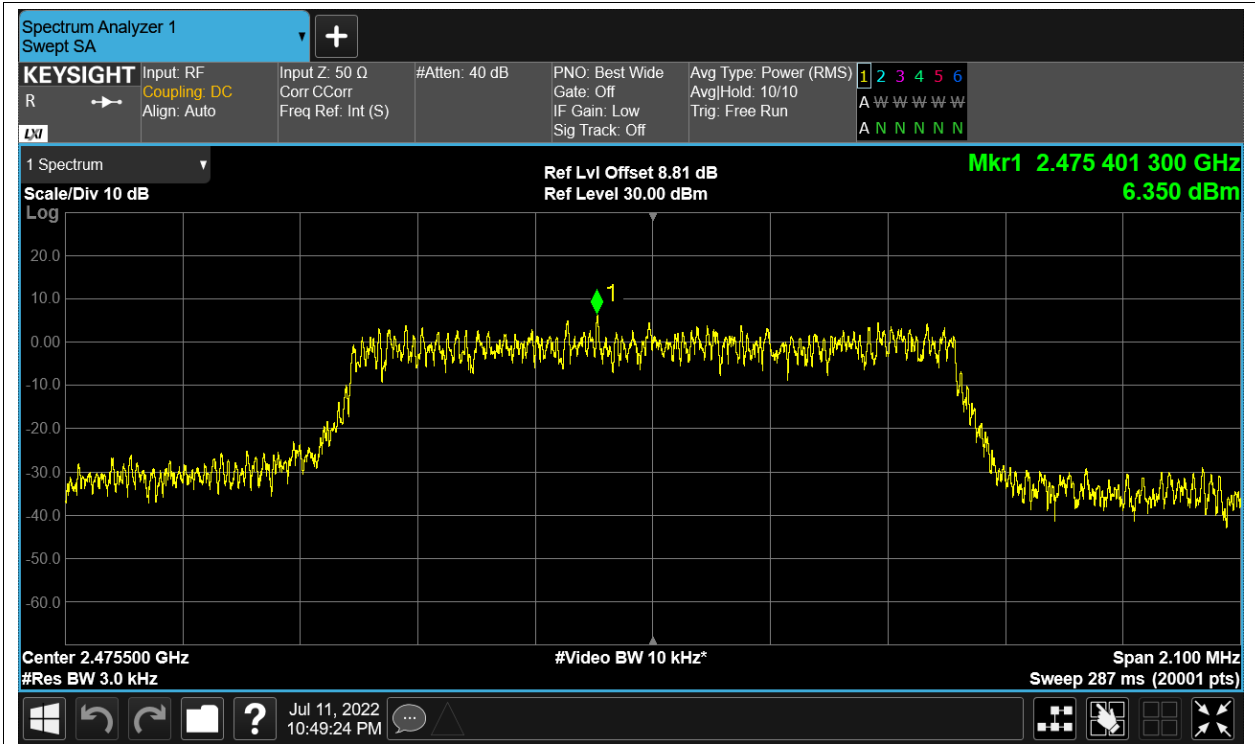 Spectrum Analyzer 1
Swept SA
+
KEYSIGHT
R
LXI
Input: RF
Coupling: DC
Align: Auto
Input Z: 50 Ω
Corr CCorr
Freq Ref: Int (S)
#Atten: 40 dB
PNO: Best Wide
Gate: Off
IF Gain: Low
Sig Track: Off
Avg Type: Power (RMS)
Avg|Hold: 10/10
Trig: Free Run
1 2 3 4 5 6
A W W W W W
A N N N N N
1 Spectrum
Scale/Div 10 dB
Log
Ref Lvl Offset 8.81 dB
Ref Level 30.00 dBm
Mkr1 2.475 401 300 GHz
6.350 dBm
20.0
10.0
1
0.00
-10.0
-20.0
-30.0
-40.0
-50.0
-60.0
Center 2.475500 GHz
#Video BW 10 kHz*
Span 2.100 MHz
#Res BW 3.0 kHz
Sweep 287 ms (20001 pts)
?
Jul 11, 2022
10:49:24 PM